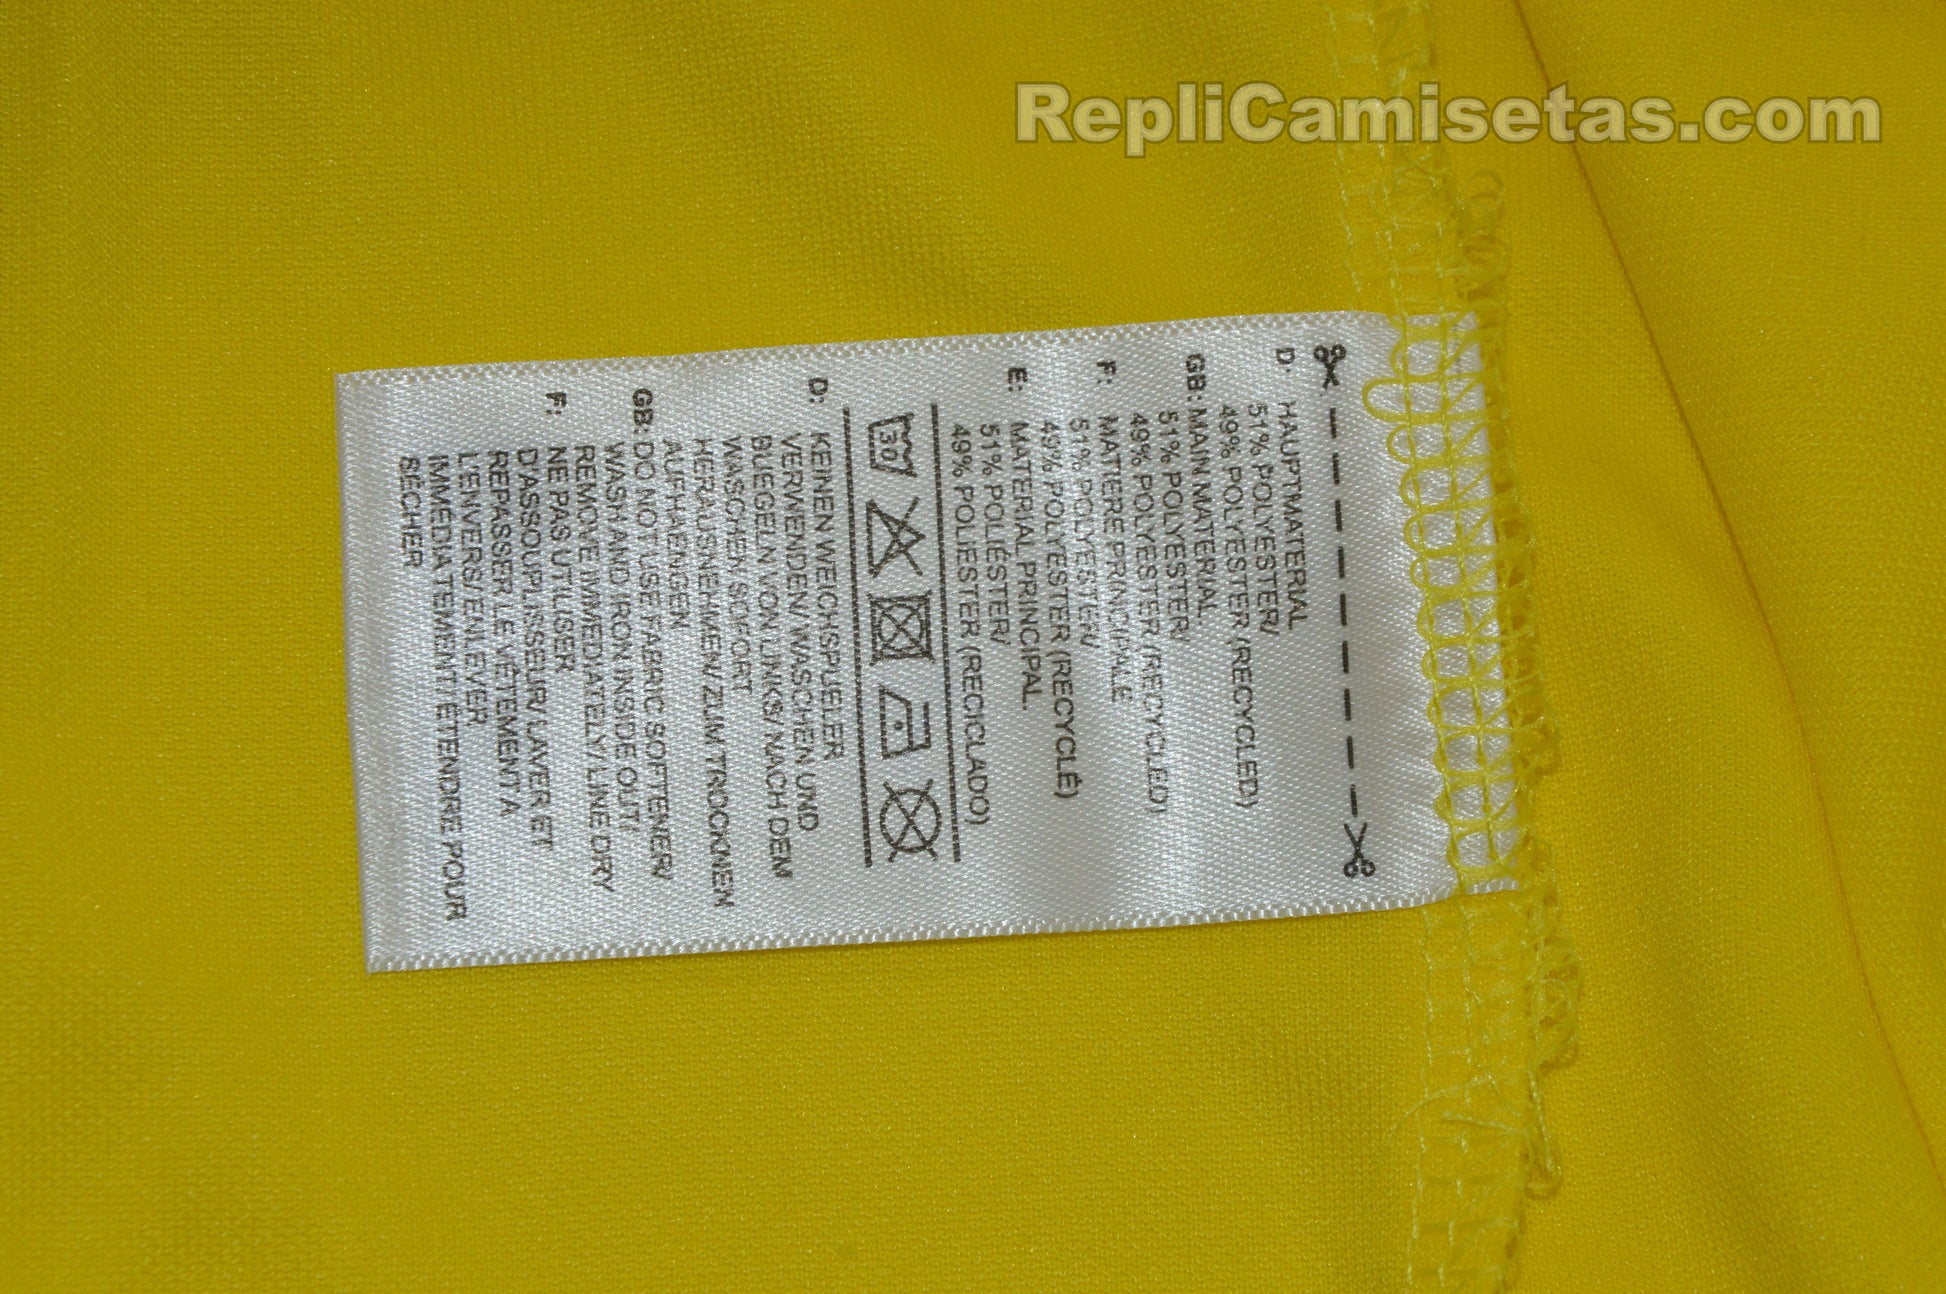 RepliCamisetas.com
D: HAUPTMATERIAL
51% POLYESTER/
49% POLYESTER (RECYCLED)
GB: MAIN MATERIAL
51% POLYESTER/
49% POLYESTER (RECYCLED)
F: MATIERE PRINCIPALE
51% POLYESTER/
49% POLYESTER (RECYCLÉ)
E: MATERIAL PRINCIPAL
51% POLIÉSTER/
49% POLIÉSTER (RECICLADO)
30
D: KEINEN WEICHSPUELER
VERWENDEN/ WASCHEN UND
BUEGELN VON LINKS/ NACH DEM
WASCHEN SOFORT
HERAUSNEHMEN/ ZUM TROCKNEN
AUFHAENGEN
GB: DO NOT USE FABRIC SOFTENER/
WASH AND IRON INSIDE OUT/
REMOVE IMMEDIATELY/ LINE DRY
F: NE PAS UTILISER
D'ASSOUPLISSEUR/ LAVER ET
REPASSER LE VÊTEMENT A
L'ENVERS/ ENLEVER
IMMÉDIATEMENT/ ÉTENDRE POUR
SÉCHER